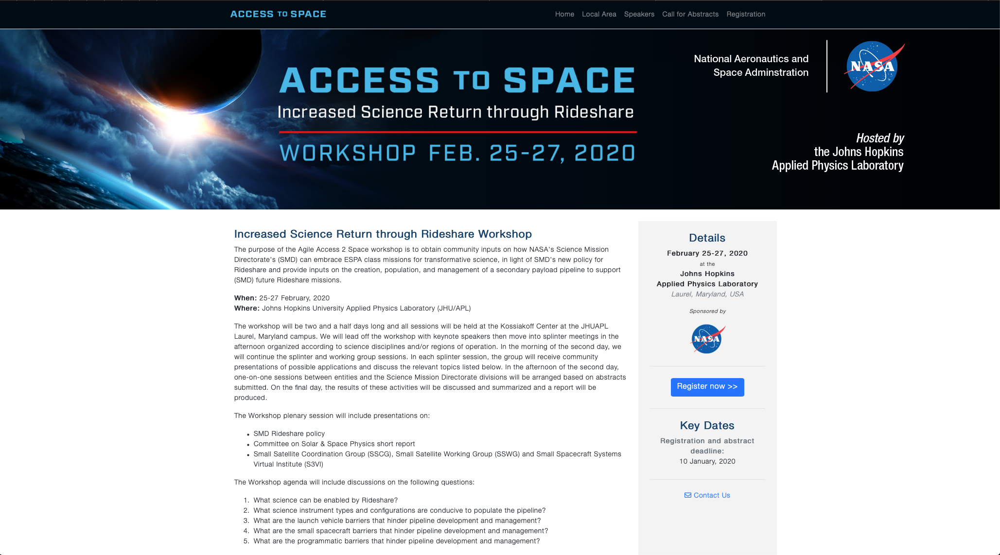 ACCESS TO SPACE
Home Local Area Speakers Call for Abstracts Registration
ACCESS TO SPACE
Increased Science Return through Rideshare
WORKSHOP FEB. 25-27, 2020
National Aeronautics and
Space Adminstration
NASA
Hosted by
the Johns Hopkins
Applied Physics Laboratory
Increased Science Return through Rideshare Workshop
The purpose of the Agile Access 2 Space workshop is to obtain community inputs on how NASA's Science Mission
Directorate's (SMD) can embrace ESPA class missions for transformative science, in light of SMD's new policy for
Rideshare and provide inputs on the creation, population, and management of a secondary payload pipeline to support
(SMD) future Rideshare missions.
When: 25-27 February, 2020
Where: Johns Hopkins University Applied Physics Laboratory (JHU/APL)
The workshop will be two and a half days long and all sessions will be held at the Kossiakoff Center at the JHUAPL
Laurel, Maryland campus. We will lead off the workshop with keynote speakers then move into splinter meetings in the
afternoon organized according to science disciplines and/or regions of operation. In the morning of the second day, we
will continue the splinter and working group sessions. In each splinter session, the group will receive community
presentations of possible applications and discuss the relevant topics listed below. In the afternoon of the second day,
one-on-one sessions between entities and the Science Mission Directorate divisions will be arranged based on abstracts
submitted. On the final day, the results of these activities will be discussed and summarized and a report will be
produced.
The Workshop plenary session will include presentations on:
• SMD Rideshare policy
• Committee on Solar & Space Physics short report
• Small Satellite Coordination Group (SSCG), Small Satellite Working Group (SSWG) and Small Spacecraft Systems
Virtual Institute (S3VI)
The Workshop agenda will include discussions on the following questions:
1. What science can be enabled by Rideshare?
2. What science instrument types and configurations are conducive to populate the pipeline?
3. What are the launch vehicle barriers that hinder pipeline development and management?
4. What are the small spacecraft barriers that hinder pipeline development and management?
5. What are the programmatic barriers that hinder pipeline development and management?
Details
February 25-27, 2020
at the
Johns Hopkins
Applied Physics Laboratory
Laurel, Maryland, USA
Sponsored by
NASA
Register now >>
Key Dates
Registration and abstract
deadline:
10 January, 2020
Contact Us